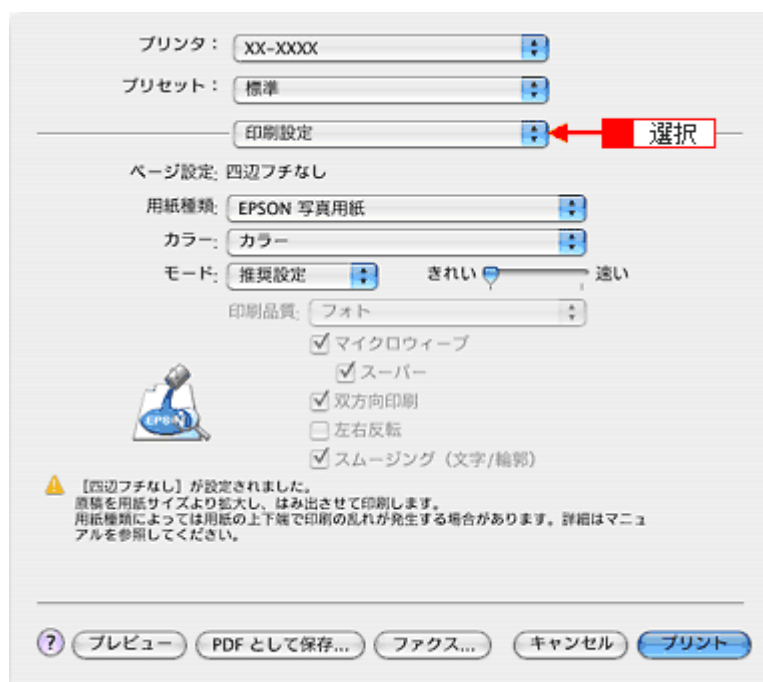 プリンタ： XX-XXXX
プリセット： 標準
印刷設定 選択
ページ設定: 四辺フチなし
用紙種類: EPSON 写真用紙
カラー: カラー
モード: 推奨設定 きれい 速い
印刷品質: フォト
マイクロウィーブ
スーパー
双方向印刷
左右反転
スムージング（文字/輪郭）
EPSON
［四辺フチなし］が設定されました。
原稿を用紙サイズより拡大し、はみ出させて印刷します。
用紙種類によっては用紙の上下端で印刷の乱れが発生する場合があります。詳細はマニュ
アルを参照してください。
? プレビュー PDF として保存... ファクス... キャンセル プリント